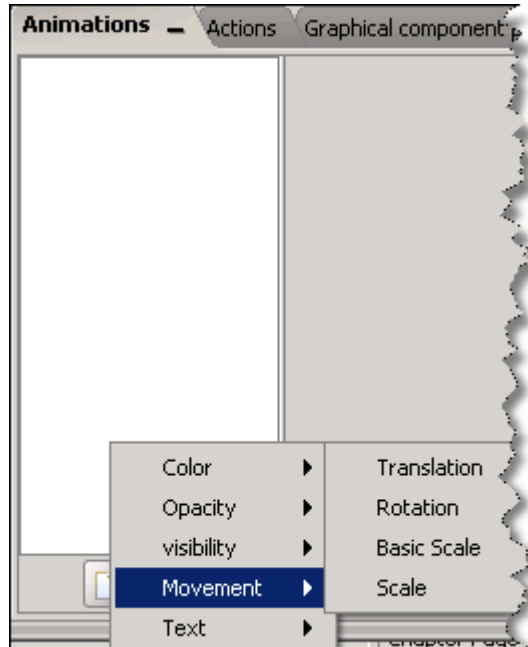 Animations Actions Graphical component
Color Translation
Opacity Rotation
visibility Basic Scale
Movement Scale
Text